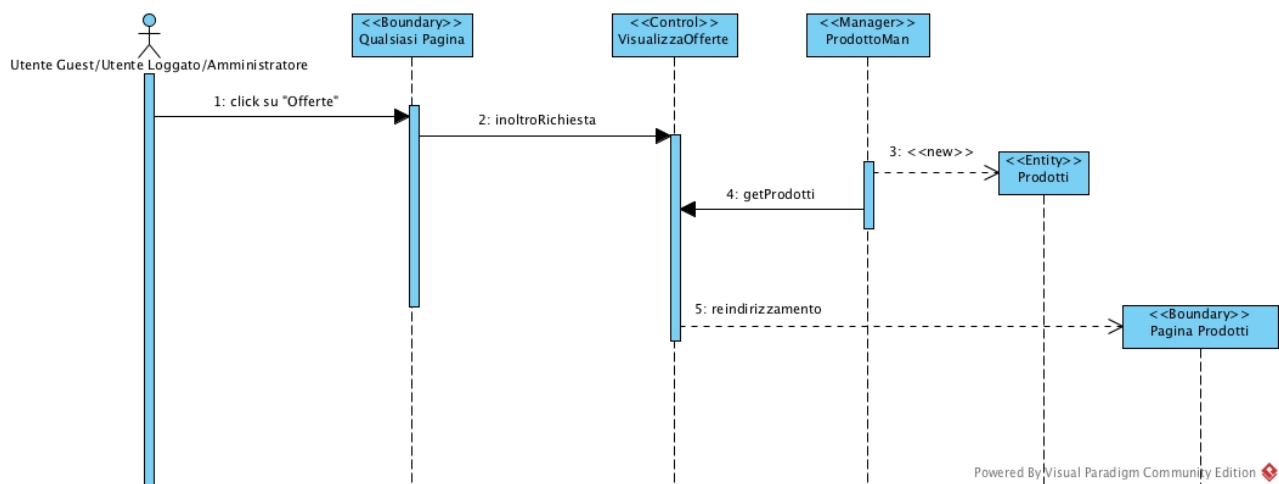 <<Boundary>>
Qualsiasi Pagina
<<Control>>
VisualizzaOfferte
<<Manager>>
ProdottoMan
Utente Guest/Utente Loggato/Amministratore
1: click su "Offerte"
2: inoltroRichiesta
3: <<new>>
<<Entity>>
Prodotti
4: getProdotti
5: reindirizzamento
<<Boundary>>
Pagina Prodotti
Powered By Visual Paradigm Community Edition